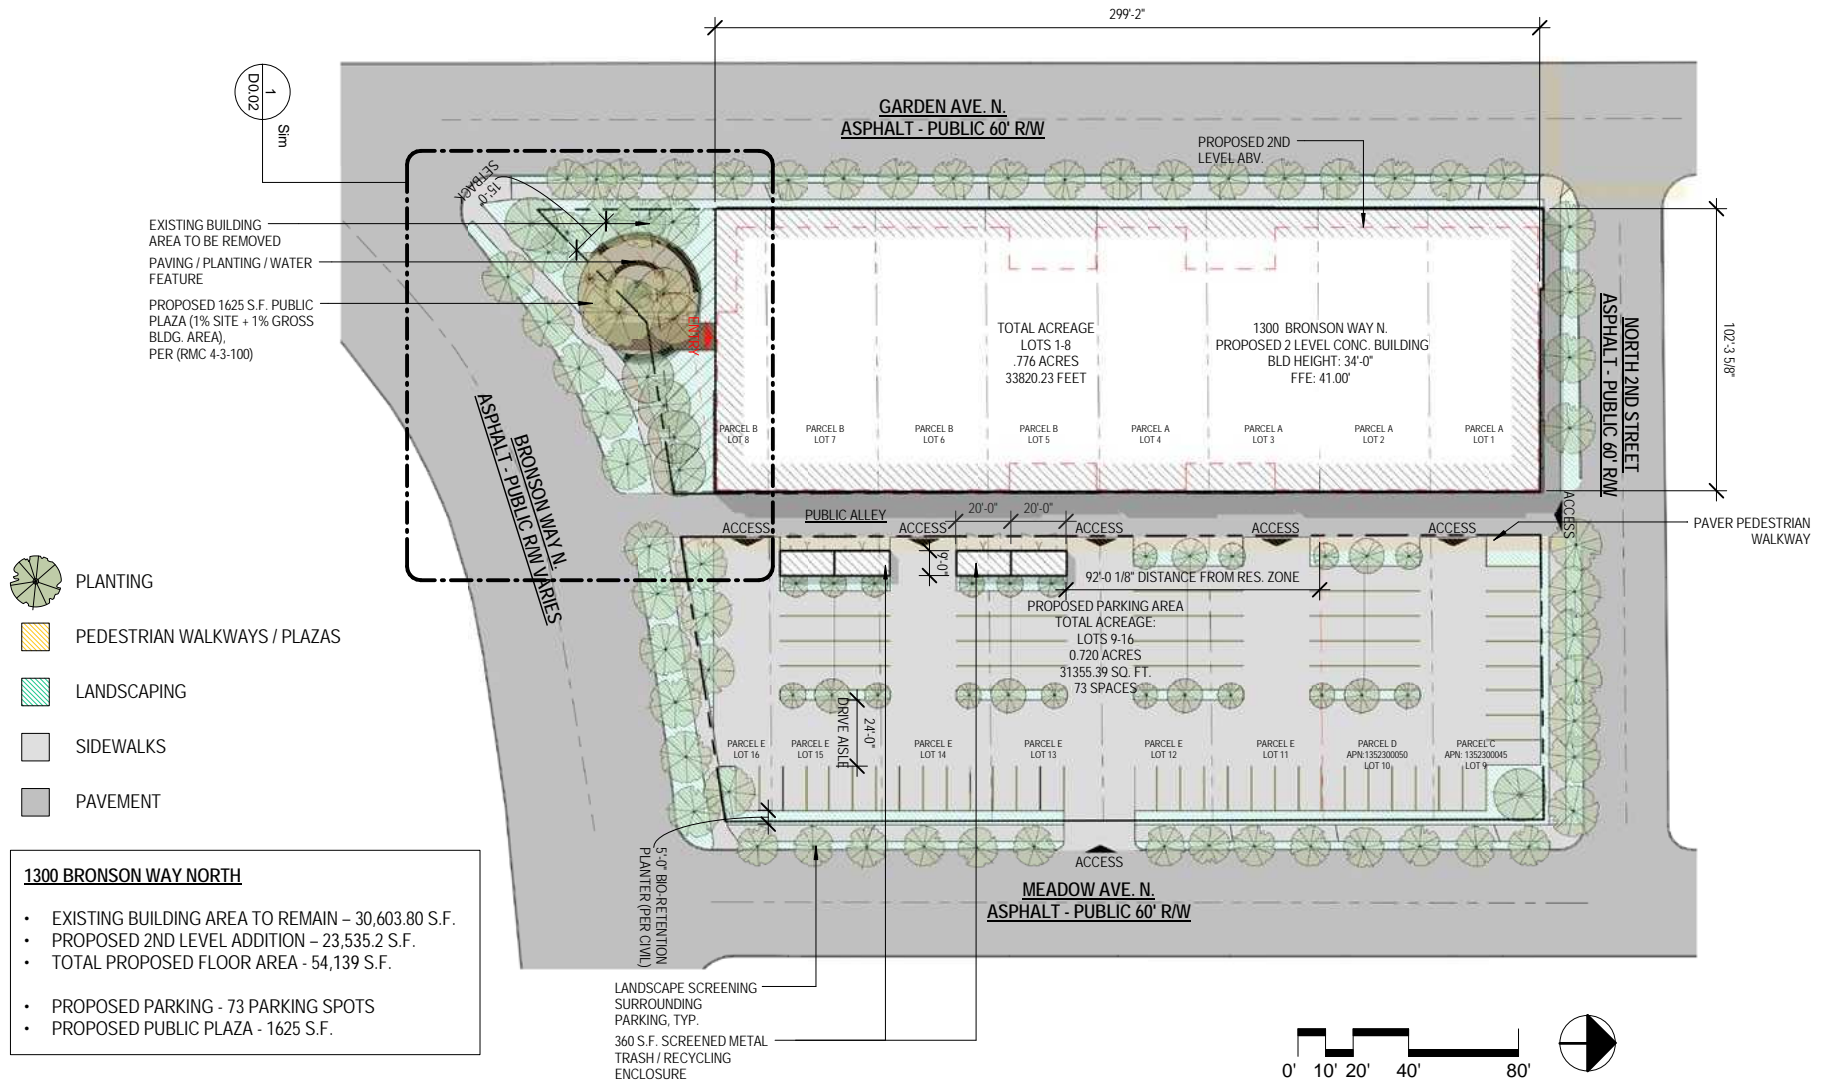 299'-2"
1
D0.02
Sim
GARDEN AVE. N.
ASPHALT - PUBLIC 60' R/W
PROPOSED 2ND
LEVEL ABV.
15'-0"
SETBACK
EXISTING BUILDING
AREA TO BE REMOVED
PAVING / PLANTING / WATER
FEATURE
PROPOSED 1625 S.F. PUBLIC
PLAZA (1% SITE + 1% GROSS
BLDG. AREA),
PER (RMC 4-3-100)
ENTRY
TOTAL ACREAGE
LOTS 1-8
.776 ACRES
33820.23 FEET
1300 BRONSON WAY N.
PROPOSED 2 LEVEL CONC. BUILDING
BLD HEIGHT: 34'-0"
FFE: 41.00'
NORTH 2ND STREET
ASPHALT - PUBLIC 60' R/W
102'-3 5/8"
PARCEL B
LOT 8
PARCEL B
LOT 7
PARCEL B
LOT 6
PARCEL B
LOT 5
PARCEL A
LOT 4
PARCEL A
LOT 3
PARCEL A
LOT 2
PARCEL A
LOT 1
BRONSON WAY N.
ASPHALT - PUBLIC R/W VARIES
PUBLIC ALLEY
20'-0"
20'-0"
ACCESS
ACCESS
ACCESS
ACCESS
ACCESS
ACCESS
PAVER PEDESTRIAN
WALKWAY
9'-0"
92'-0 1/8" DISTANCE FROM RES. ZONE
PROPOSED PARKING AREA
TOTAL ACREAGE:
LOTS 9-16
0.720 ACRES
31355.39 SQ. FT.
73 SPACES
24'-0"
DRIVE AISLE
PARCEL E
LOT 16
PARCEL E
LOT 15
PARCEL E
LOT 14
PARCEL E
LOT 13
PARCEL E
LOT 12
PARCEL E
LOT 11
PARCEL D
APN:1352300050
LOT 10
PARCEL C
APN: 1352300045
LOT 9
ACCESS
MEADOW AVE. N.
ASPHALT - PUBLIC 60' R/W
5'-0" BIO-RETENTION
PLANTER (PER CIVIL)
LANDSCAPE SCREENING
SURROUNDING
PARKING, TYP.
360 S.F. SCREENED METAL
TRASH / RECYCLING
ENCLOSURE
PLANTING
PEDESTRIAN WALKWAYS / PLAZAS
LANDSCAPING
SIDEWALKS
PAVEMENT
1300 BRONSON WAY NORTH
• EXISTING BUILDING AREA TO REMAIN – 30,603.80 S.F.
• PROPOSED 2ND LEVEL ADDITION – 23,535.2 S.F.
• TOTAL PROPOSED FLOOR AREA - 54,139 S.F.
• PROPOSED PARKING - 73 PARKING SPOTS
• PROPOSED PUBLIC PLAZA - 1625 S.F.
0' 10' 20' 40' 80'